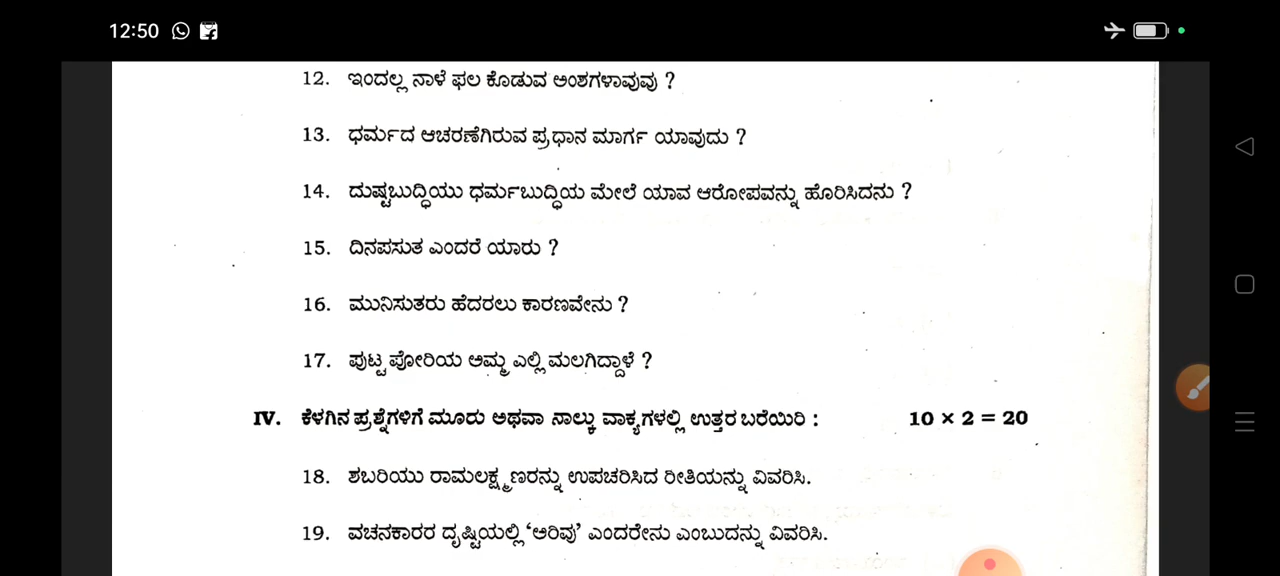 12:50
12. ಇಂದಲ್ಲ ನಾಳೆ ಫಲ ಕೊಡುವ ಅಂಶಗಳಾವುವು ?
13. ಧರ್ಮದ ಆಚರಣೆಗಿರುವ ಪ್ರಧಾನ ಮಾರ್ಗ ಯಾವುದು ?
14. ದುಷ್ಟಬುದ್ಧಿಯು ಧರ್ಮಬುದ್ಧಿಯ ಮೇಲೆ ಯಾವ ಆರೋಪವನ್ನು ಹೊರಿಸಿದನು ?
15. ದಿನಪಸುತ ಎಂದರೆ ಯಾರು ?
16. ಮುನಿಸುತರು ಹೆದರಲು ಕಾರಣವೇನು ?
17. ಪುಟ್ಟ ಪೋರಿಯ ಅಮ್ಮ ಎಲ್ಲಿ ಮಲಗಿದ್ದಾಳೆ ?
IV. ಕೆಳಗಿನ ಪ್ರಶ್ನೆಗಳಿಗೆ ಮೂರು ಅಥವಾ ನಾಲ್ಕು ವಾಕ್ಯಗಳಲ್ಲಿ ಉತ್ತರ ಬರೆಯಿರಿ : 10 × 2 = 20
18. ಶಬರಿಯು ರಾಮಲಕ್ಷ್ಮಣರನ್ನು ಉಪಚರಿಸಿದ ರೀತಿಯನ್ನು ವಿವರಿಸಿ.
19. ವಚನಕಾರರ ದೃಷ್ಟಿಯಲ್ಲಿ ‘ಅರಿವು’ ಎಂದರೇನು ಎಂಬುದನ್ನು ವಿವರಿಸಿ.